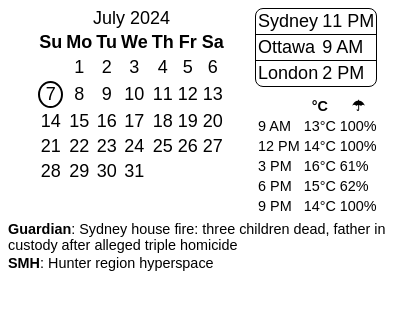 July 2024
Su Mo Tu We Th Fr Sa
1 2 3 4 5 6
7 8 9 10 11 12 13
14 15 16 17 18 19 20
21 22 23 24 25 26 27
28 29 30 31
Sydney 11 PM
Ottawa 9 AM
London 2 PM
°C ☂
9 AM 13°C 100%
12 PM 14°C 100%
3 PM 16°C 61%
6 PM 15°C 62%
9 PM 14°C 100%
Guardian: Sydney house fire: three children dead, father in
custody after alleged triple homicide
SMH: Hunter region hyperspace